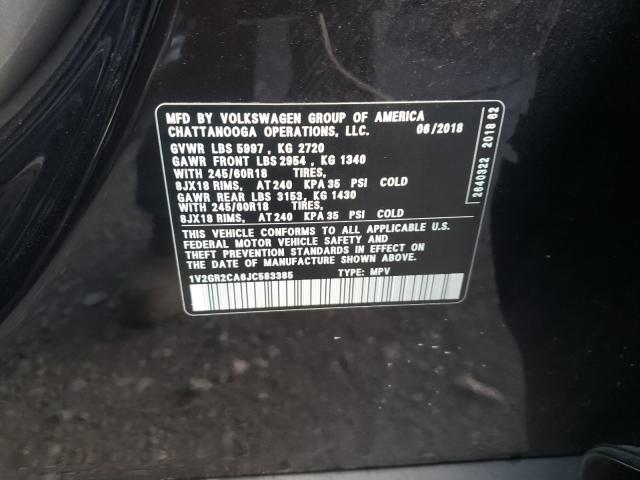 MFD BY VOLKSWAGEN GROUP OF AMERICA
CHATTANOOGA OPERATIONS, LLC. 06/2018
GVWR LBS 5997 , KG 2720
GAWR FRONT LBS 2954 , KG 1340
WITH 245/60R18 TIRES,
8JX18 RIMS, AT 240 KPA 35 PSI COLD
GAWR REAR LBS 3153, KG 1430
WITH 245/60R18 TIRES,
8JX18 RIMS, AT 240 KPA 35 PSI COLD
THIS VEHICLE CONFORMS TO ALL APPLICABLE U.S.
FEDERAL MOTOR VEHICLE SAFETY AND
THEFT PREVENTION STANDARDS IN EFFECT ON
THE DATE OF MANUFACTURE SHOWN ABOVE.
1V2GR2CA6JC583385 TYPE: MPV
2840322 2018 62